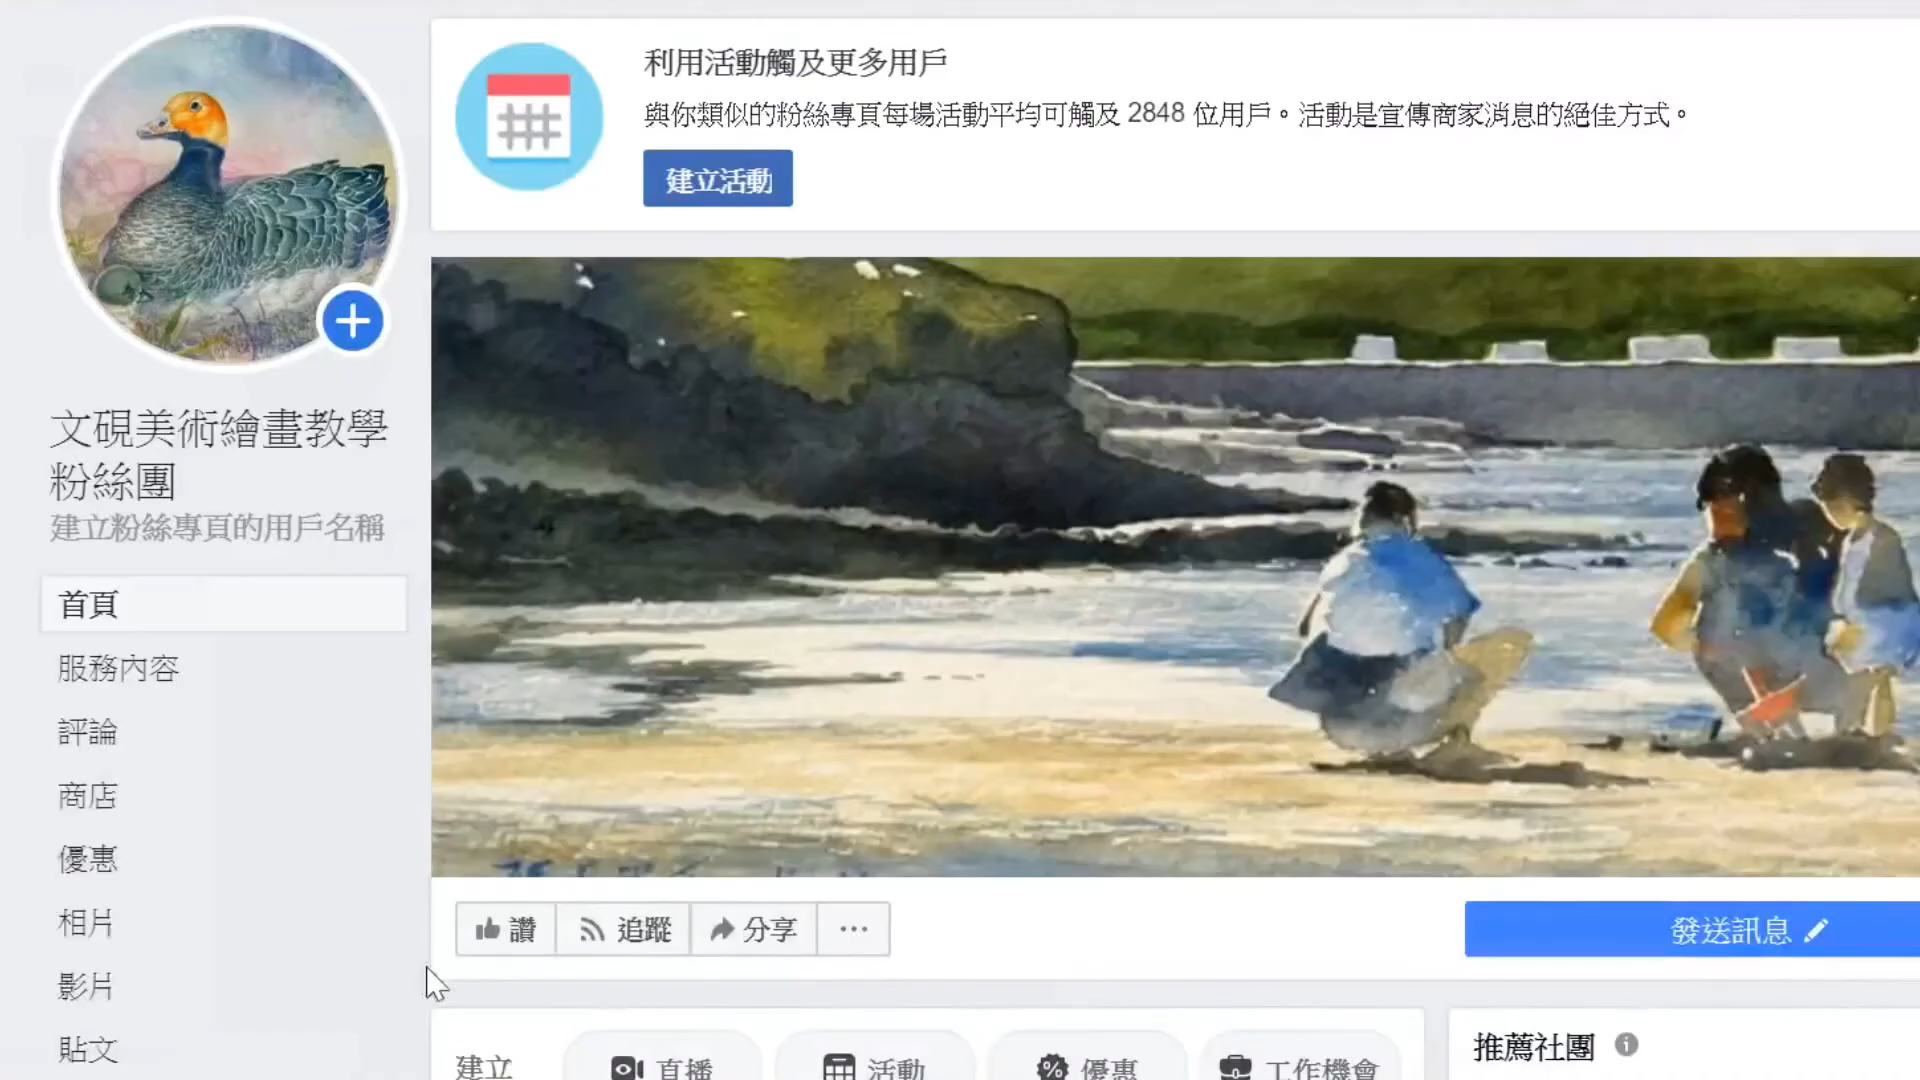 利用活動觸及更多用戶
與你類似的粉絲專頁每場活動平均可觸及 2848 位用戶。活動是宣傳商家消息的絕佳方式。
建立活動
文硯美術繪畫教學
粉絲團
建立粉絲專頁的用戶名稱
首頁
服務內容
評論
商店
優惠
相片
影片
貼文
讚
追蹤
分享
發送訊息
建立
直播
活動
優惠
工作機會
推薦社團